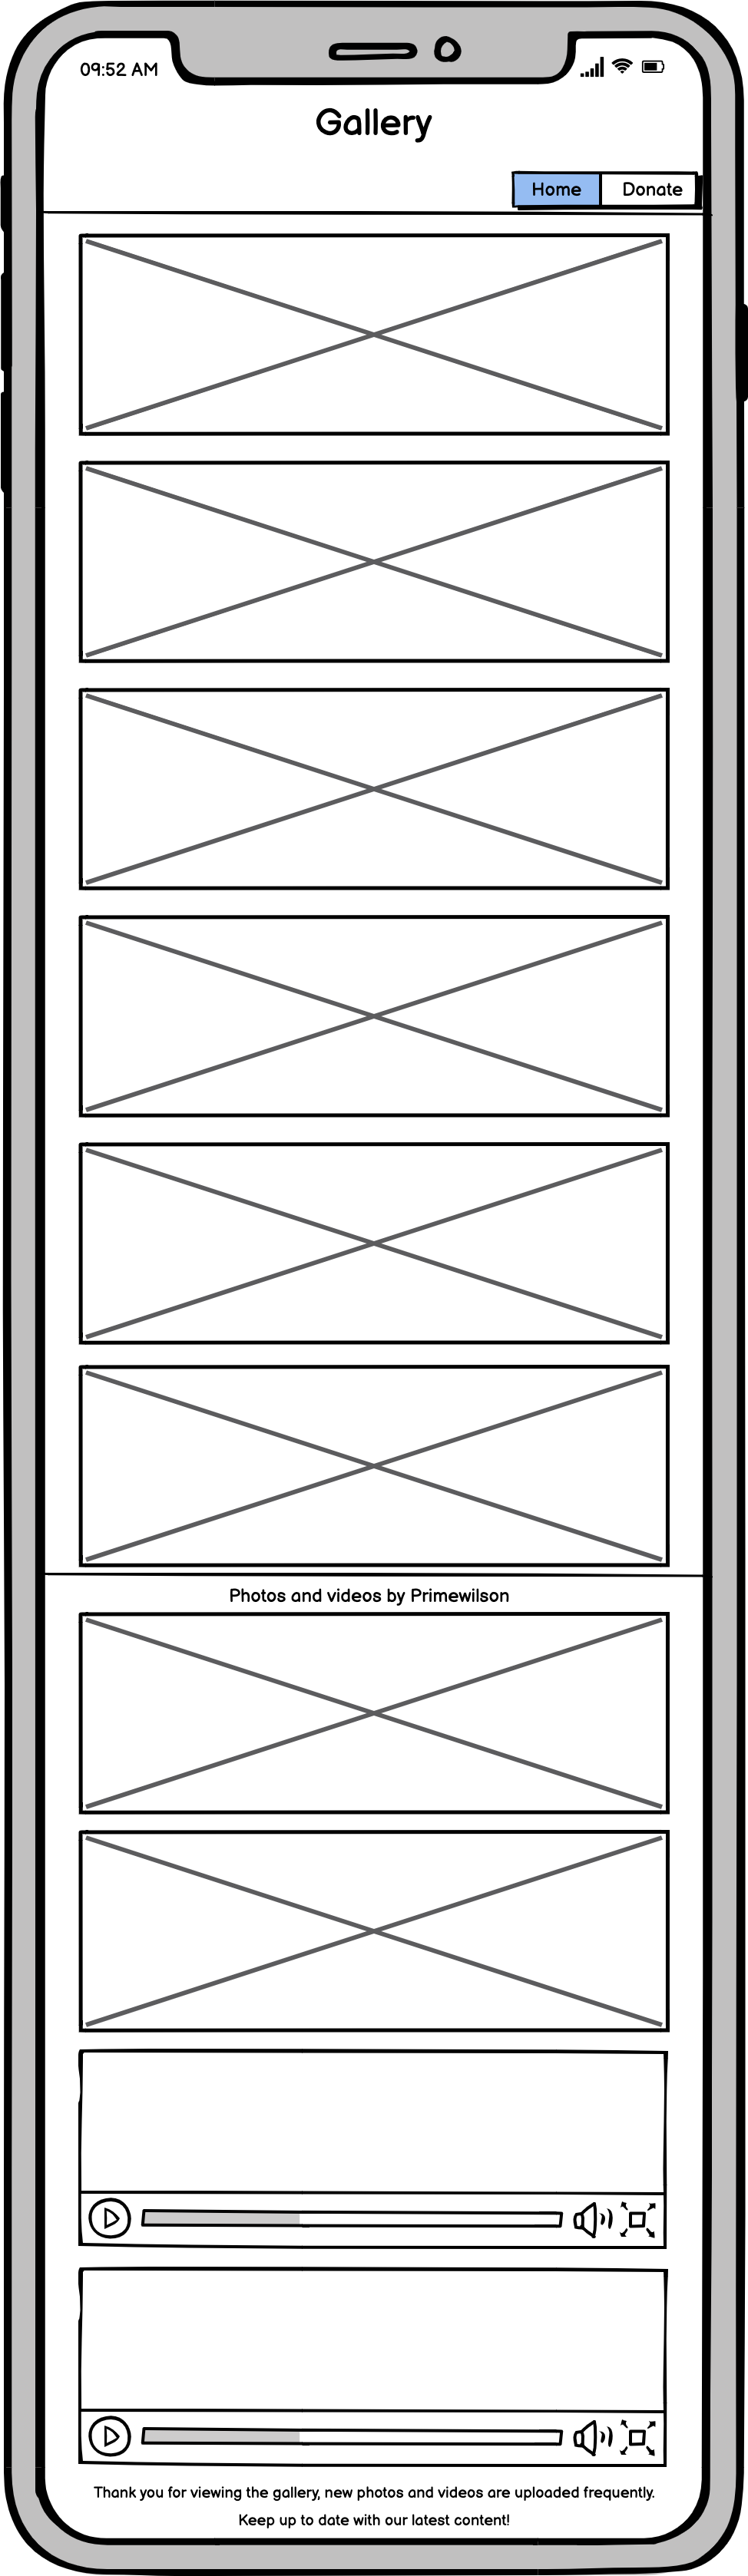 09:52 AM
Gallery
Home Donate
Photos and videos by Primewilson
Thank you for viewing the gallery, new photos and videos are uploaded frequently.
Keep up to date with our latest content!